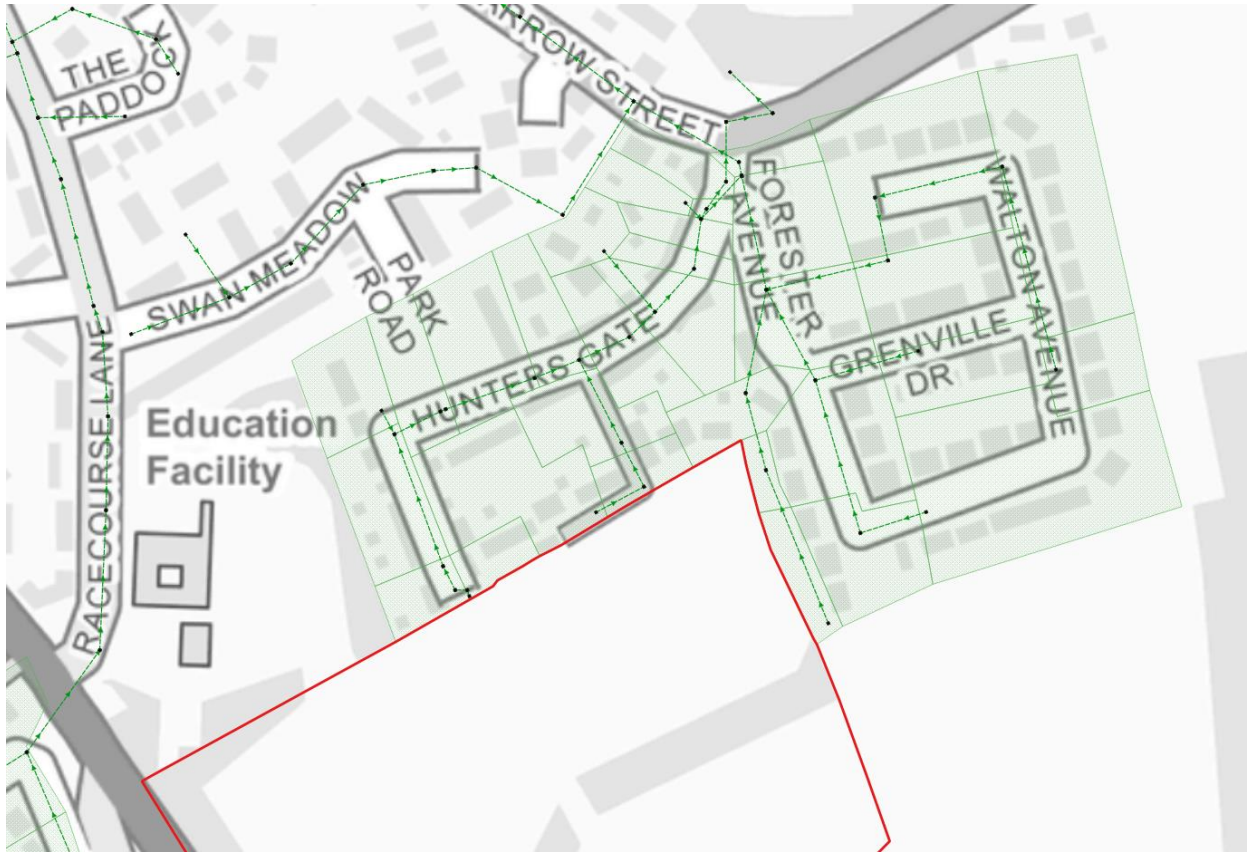 THE
PADDOCK
ARROW STREET
SWAN MEADOW
PARK
ROAD
FORESTER
AVENUE
WALTON AVENUE
GRENVILLE
DR
HUNTERS GATE
RACECOURSE LANE
Education
Facility